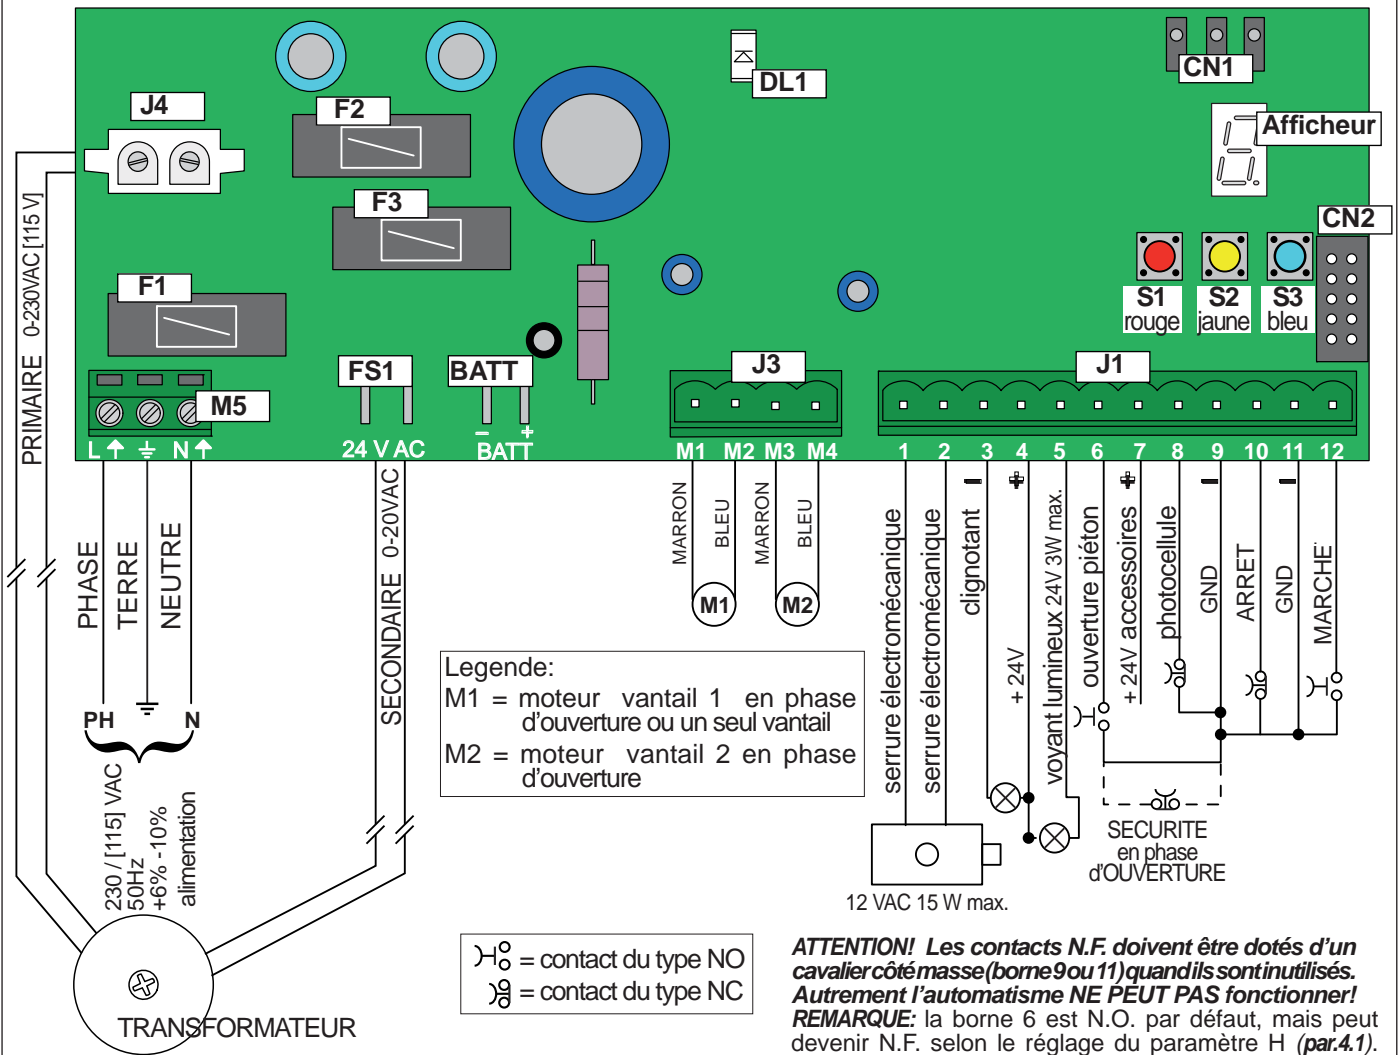 J4
F2
DL1
CN1
Afficheur
F3
CN2
F1
S1
rouge
S2
jaune
S3
bleu
FS1
BATT
J3
J1
M5
L
N
24 V AC
– +
BATT
M1 M2 M3 M4
1 2 3 4 5 6 7 8 9 10 11 12
PRIMAIRE 0-230VAC [115 V]
PHASE
TERRE
NEUTRE
SECONDAIRE 0-20VAC
MARRON
BLEU
MARRON
BLEU
M1
M2
serrure électromécanique
serrure électromécanique
clignotant
+ 24V
voyant lumineux 24V 3W max.
ouverture piéton
+ 24V accessoires
photocellule
GND
ARRET
GND
MARCHE
PH
N
230 / [115] VAC
50Hz
+6% -10%
alimentation
Legende:
M1 = moteur vantail 1 en phase
d'ouverture ou un seul vantail
M2 = moteur vantail 2 en phase
d'ouverture
SECURITE
en phase
d'OUVERTURE
12 VAC 15 W max.
TRANSFORMATEUR
= contact du type NO
= contact du type NC
ATTENTION! Les contacts N.F. doivent être dotés d'un
cavalier côté masse (borne 9 ou 11) quand ils sont inutilisés.
Autrement l'automatisme NE PEUT PAS fonctionner!
REMARQUE: la borne 6 est N.O. par défaut, mais peut
devenir N.F. selon le réglage du paramètre H (par.4.1).